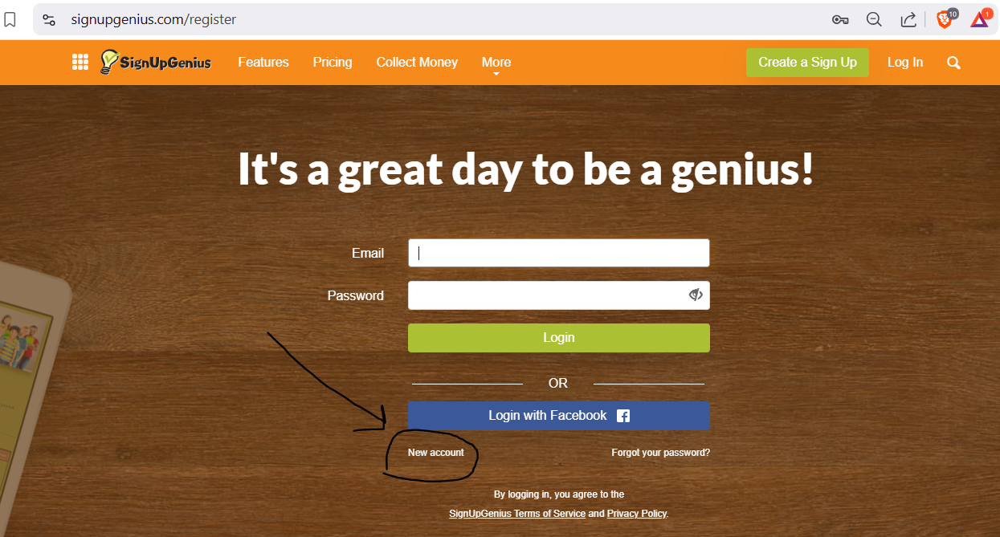 signupgenius.com/register
10
1
SignUpGenius Features Pricing Collect Money More Create a Sign Up Log In
It's a great day to be a genius!
Email
Password
Login
OR
Login with Facebook
New account Forgot your password?
By logging in, you agree to the
SignUpGenius Terms of Service and Privacy Policy.